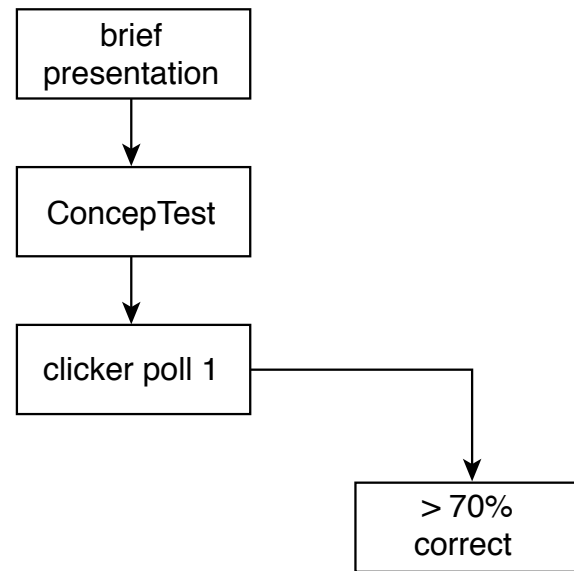 brief
presentation
ConcepTest
clicker poll 1
> 70%
correct